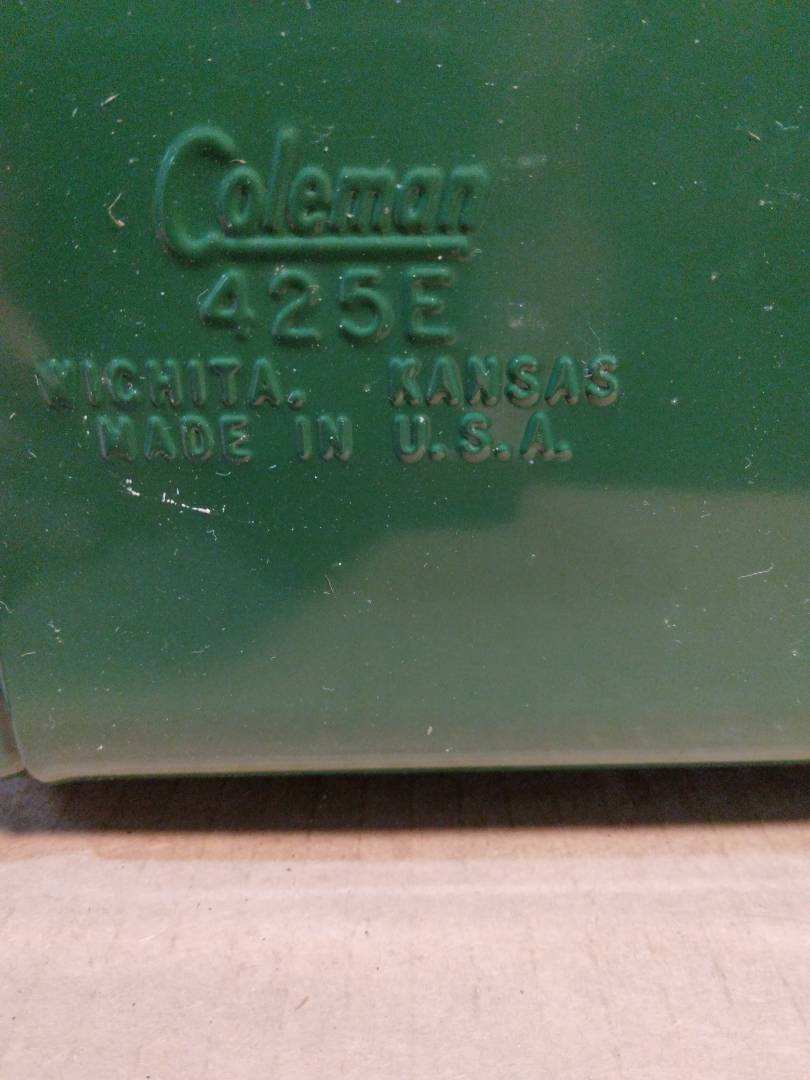 Coleman
425E
WICHITA, KANSAS
MADE IN U.S.A.